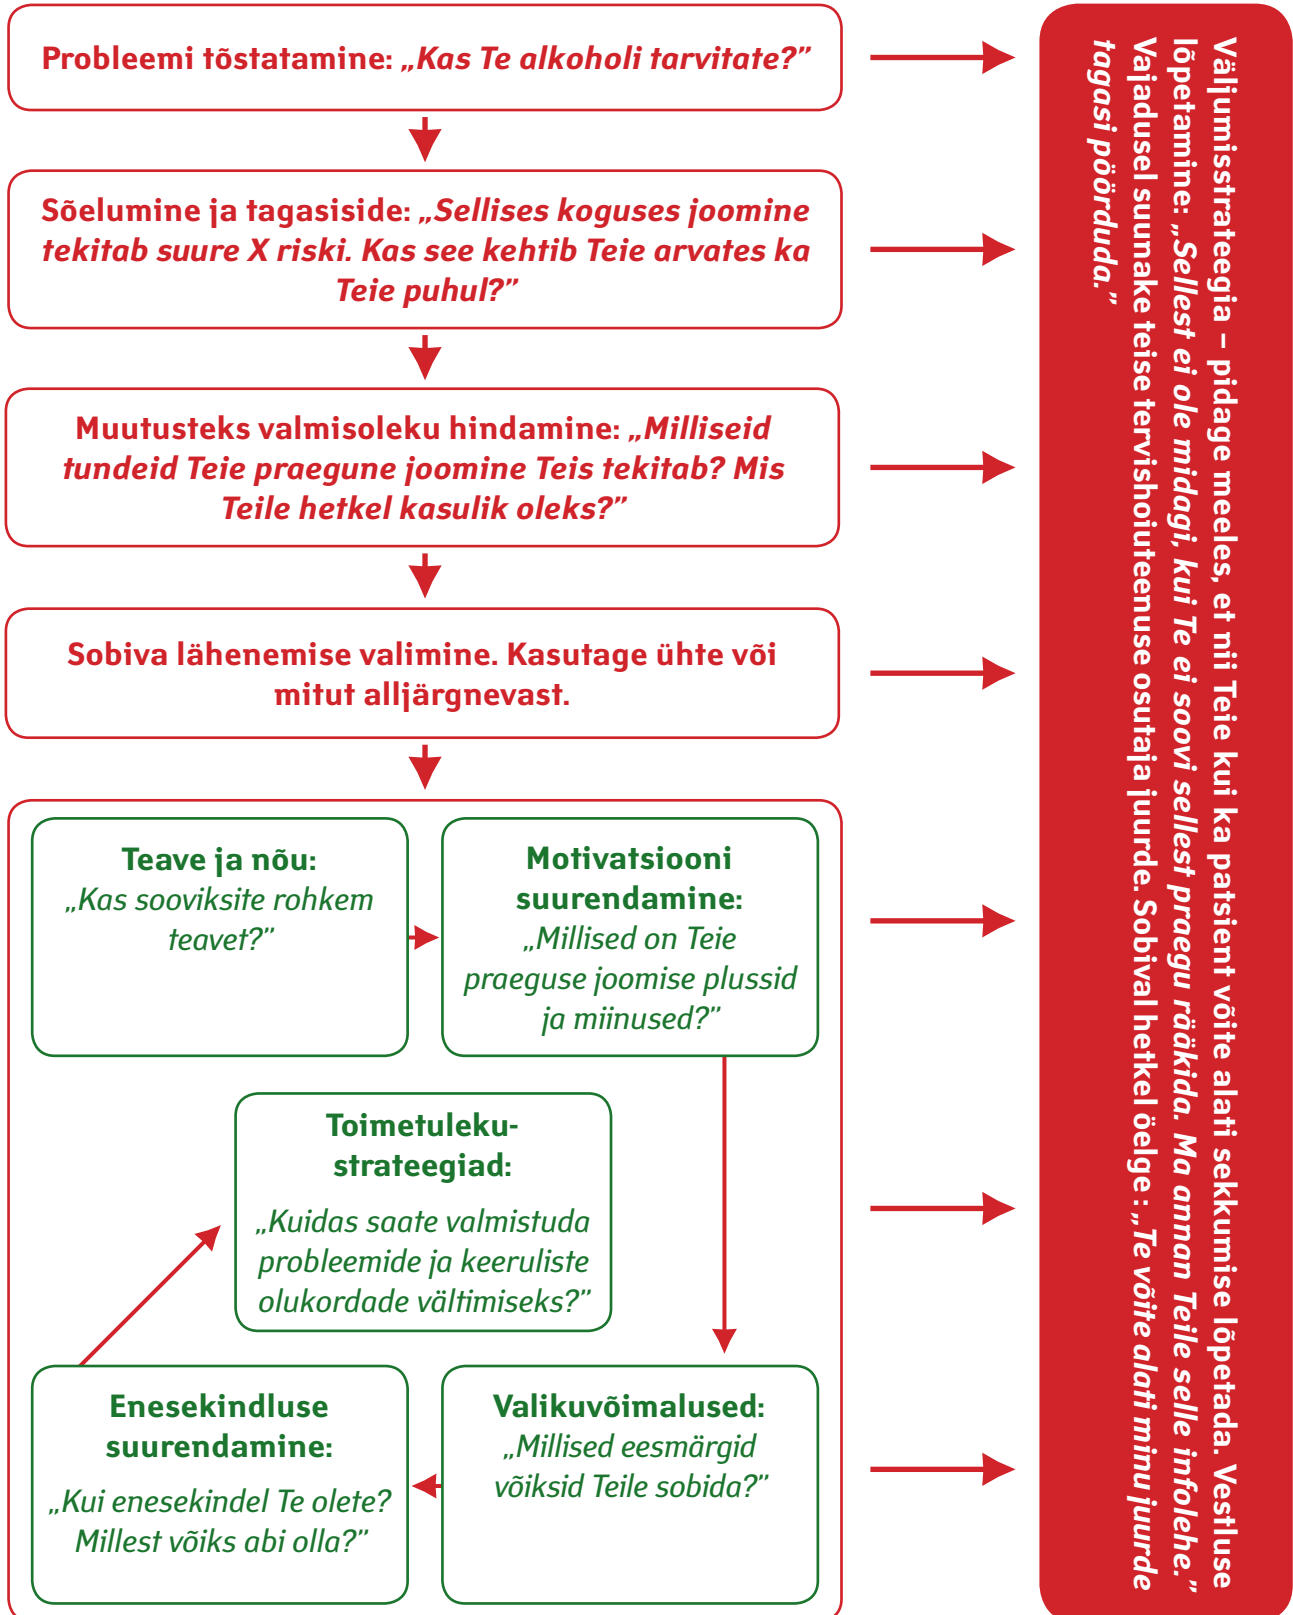 Probleemi tõstatamine: „Kas Te alkoholi tarvitate?”
Sõelumine ja tagasiside: „Sellises koguses joomine
tekitab suure X riski. Kas see kehtib Teie arvates ka
Teie puhul?”
Muutusteks valmisoleku hindamine: „Milliseid
tundeid Teie praegune joomine Teis tekitab? Mis
Teile hetkel kasulik oleks?”
Sobiva lähenemise valimine. Kasutage ühte või
mitut alljärgnevast.
Teave ja nõu:
„Kas sooviksite rohkem
teavet?”
Motivatsiooni
suurendamine:
„Millised on Teie
praeguse joomise plussid
ja miinused?”
Toimetuleku-
strateegiad:
„Kuidas saate valmistuda
probleemide ja keeruliste
olukordade vältimiseks?”
Enesekindluse
suurendamine:
„Kui enesekindel Te olete?
Millest võiks abi olla?”
Valikuvõimalused:
„Millised eesmärgid
võiksid Teile sobida?”
Väljumisstrateegia – pidage meeles, et nii Teie kui ka patsient võite alati sekkumise lõpetada. Vestluse
lõpetamine: „Sellest ei ole midagi, kui Te ei soovi sellest praegu rääkida. Ma annan Teile selle infolehe.”
Vajadusel suunake teise tervishoiuteenuse osutaja juurde. Sobival hetkel öelge : „Te võite alati minu juurde
tagasi pöörduda.”